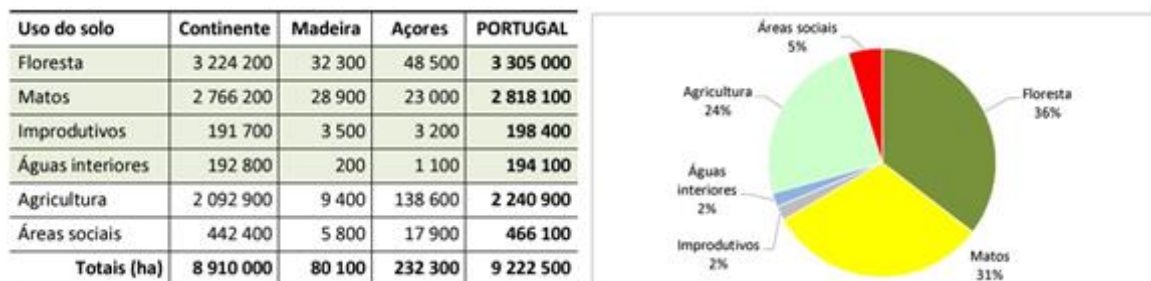 Uso do solo Continente Madeira Açores PORTUGAL
Floresta 3 224 200 32 300 48 500 3 305 000
Matos 2 766 200 28 900 23 000 2 818 100
Improdutivos 191 700 3 500 3 200 198 400
Águas interiores 192 800 200 1 100 194 100
Agricultura 2 092 900 9 400 138 600 2 240 900
Áreas sociais 442 400 5 800 17 900 466 100
Totais (ha) 8 910 000 80 100 232 300 9 222 500
Áreas sociais
5%
Agricultura
24%
Floresta
36%
Águas
interiores
2%
Improdutivos
2%
Matos
31%